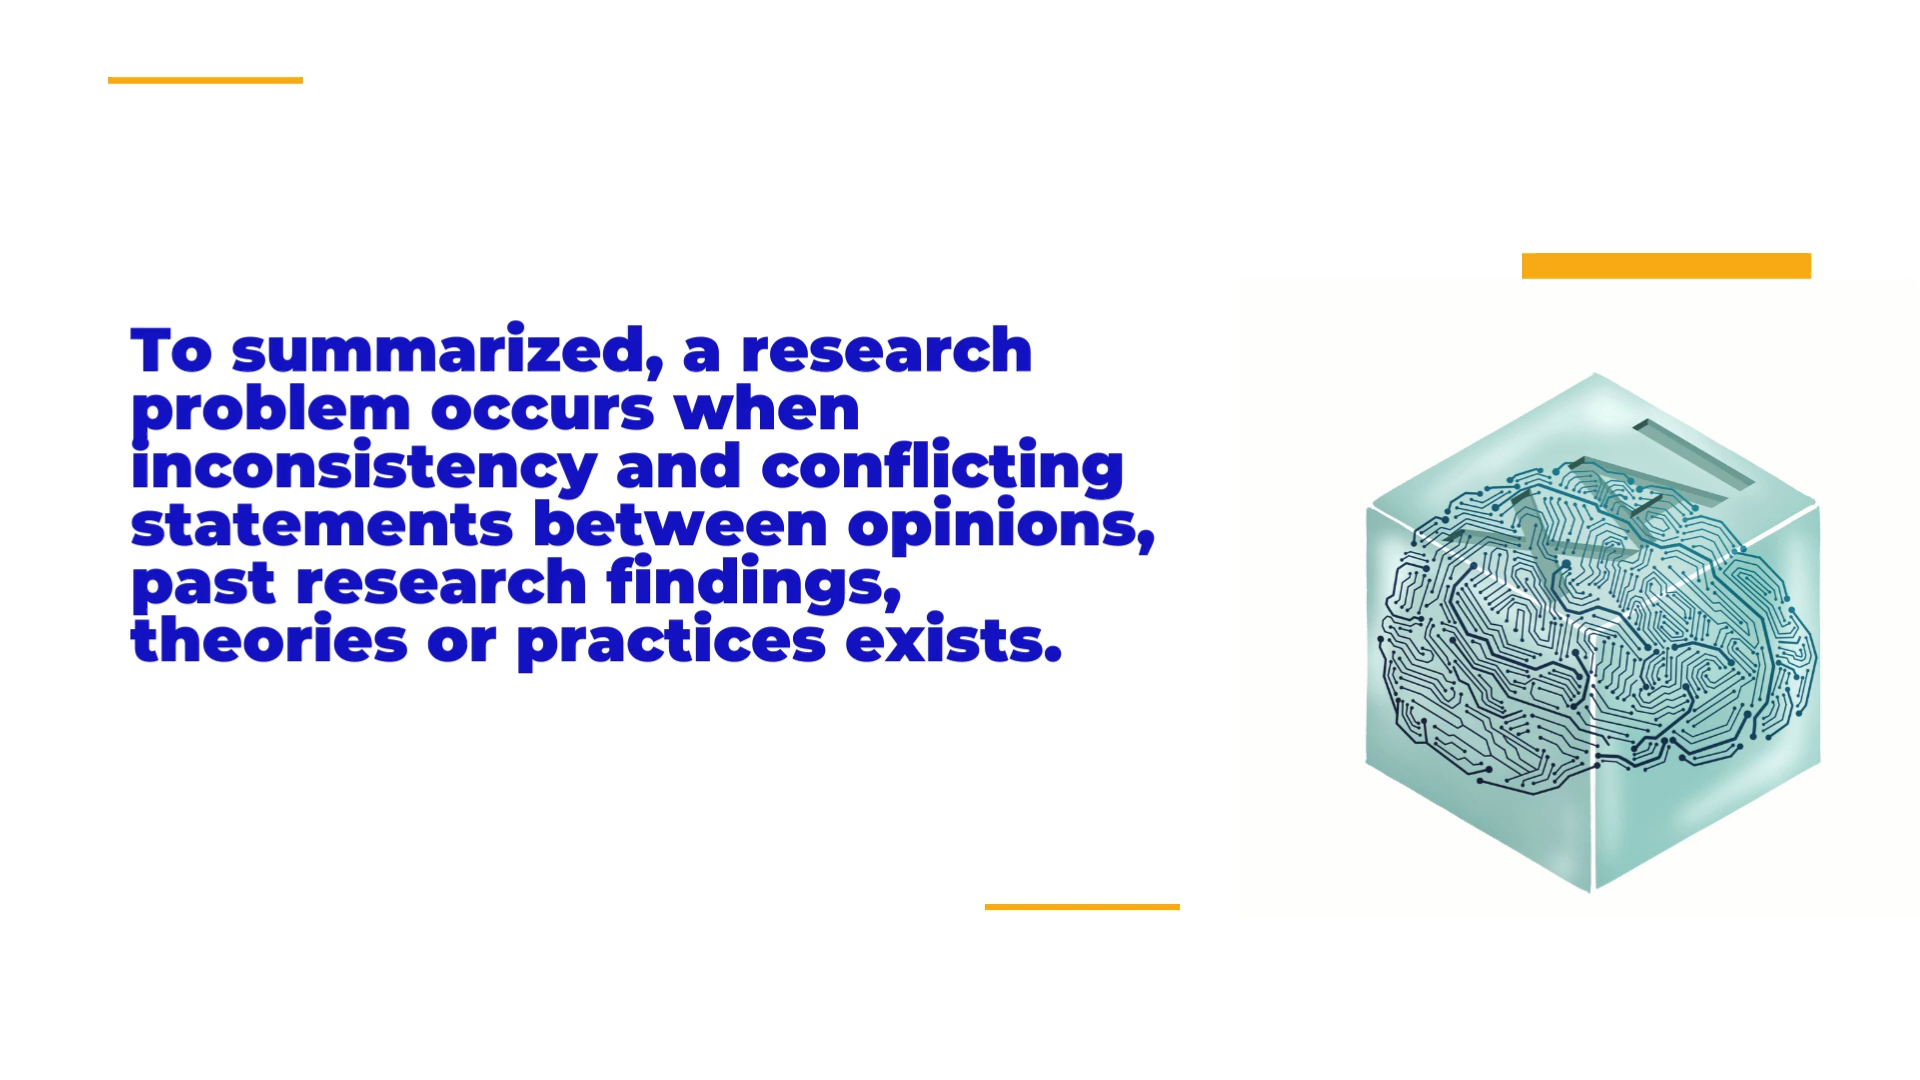 To summarized, a research
problem occurs when
inconsistency and conflicting
statements between opinions,
past research findings,
theories or practices exists.